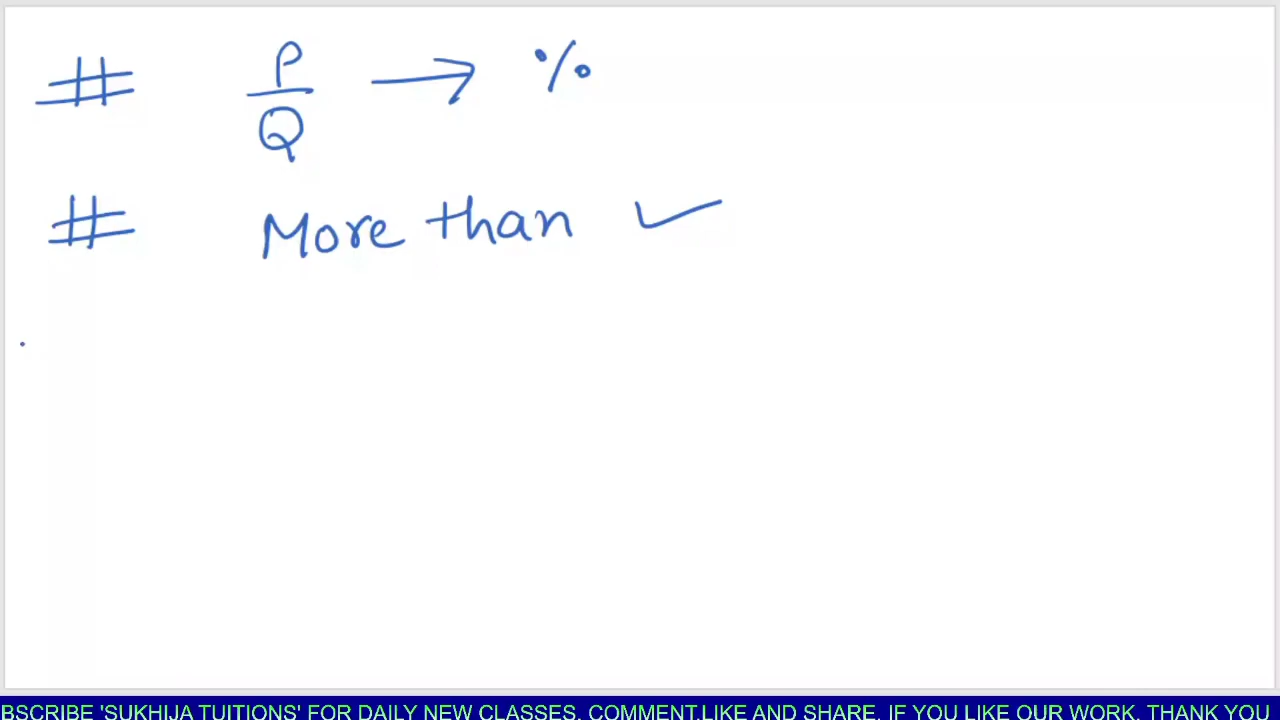 # P/Q → %
# More than ✓
BSCRIBE 'SUKHIJA TUITIONS' FOR DAILY NEW CLASSES. COMMENT,LIKE AND SHARE. IF YOU LIKE OUR WORK. THANK YOU